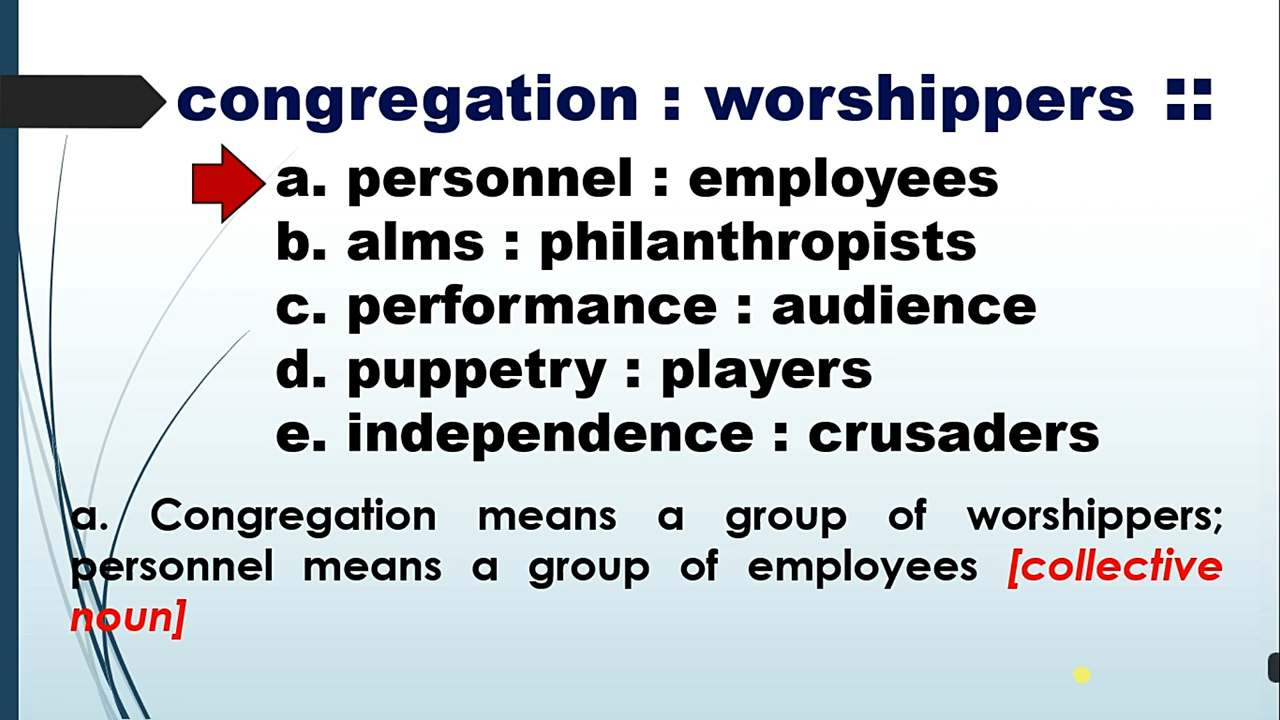 congregation : worshippers ::
a. personnel : employees
b. alms : philanthropists
c. performance : audience
d. puppetry : players
e. independence : crusaders
a. Congregation means a group of worshippers;
personnel means a group of employees [collective
noun]